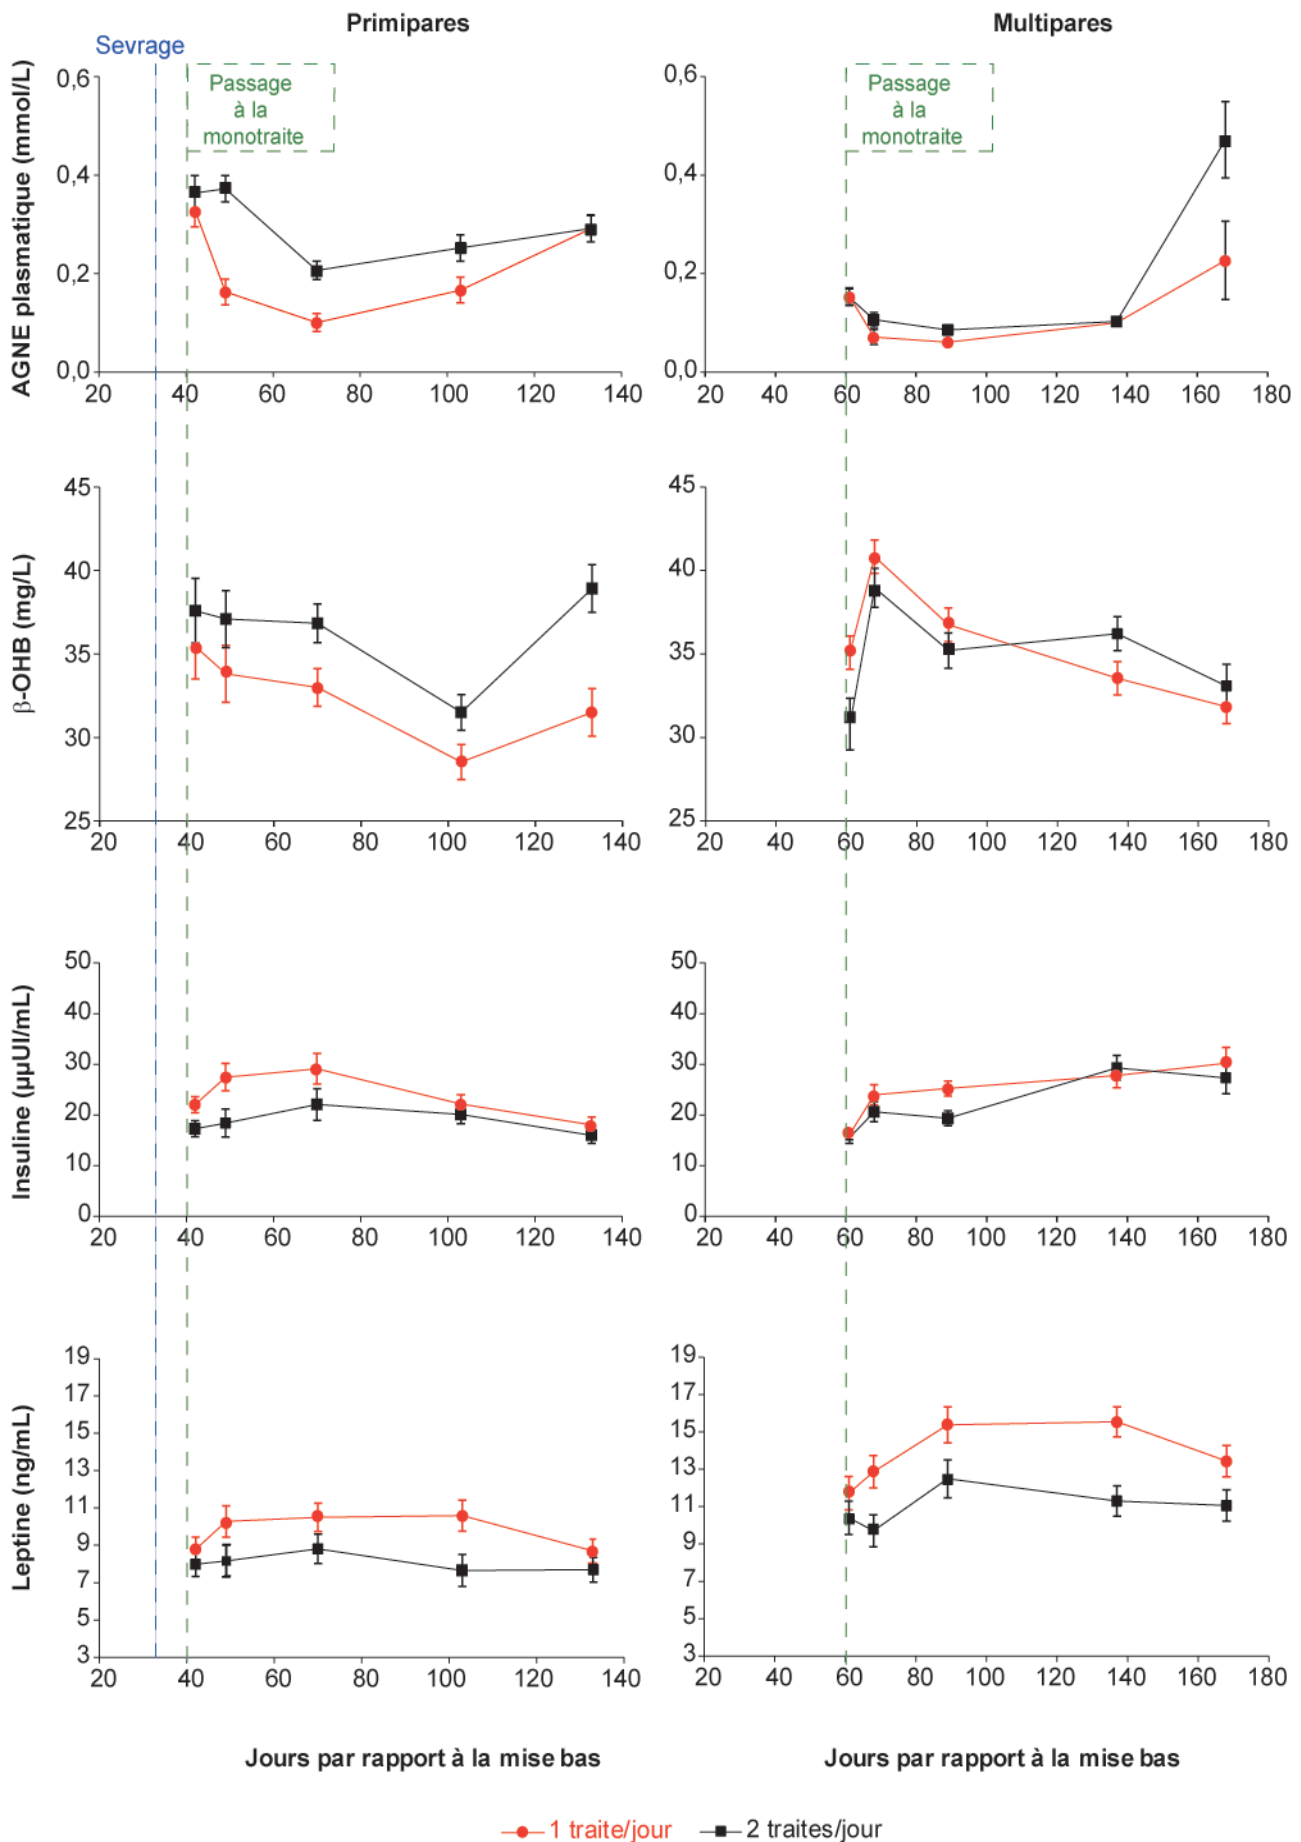 Primipares
Multipares
Sevrage
Passage
à la
monotraite
Passage
à la
monotraite
AGNE plasmatique (mmol/L)
0,6
0,4
0,2
0,0
20 40 60 80 100 120 140
0,6
0,4
0,2
0,0
20 40 60 80 100 120 140 160 180
β-OHB (mg/L)
45
40
35
30
25
20 40 60 80 100 120 140
45
40
35
30
25
20 40 60 80 100 120 140 160 180
Insuline (µµUI/mL)
50
40
30
20
10
0
20 40 60 80 100 120 140
50
40
30
20
10
0
20 40 60 80 100 120 140 160 180
Leptine (ng/mL)
19
17
15
13
11
9
7
5
3
20 40 60 80 100 120 140
19
17
15
13
11
9
7
5
3
20 40 60 80 100 120 140 160 180
Jours par rapport à la mise bas
Jours par rapport à la mise bas
1 traite/jour
2 traites/jour